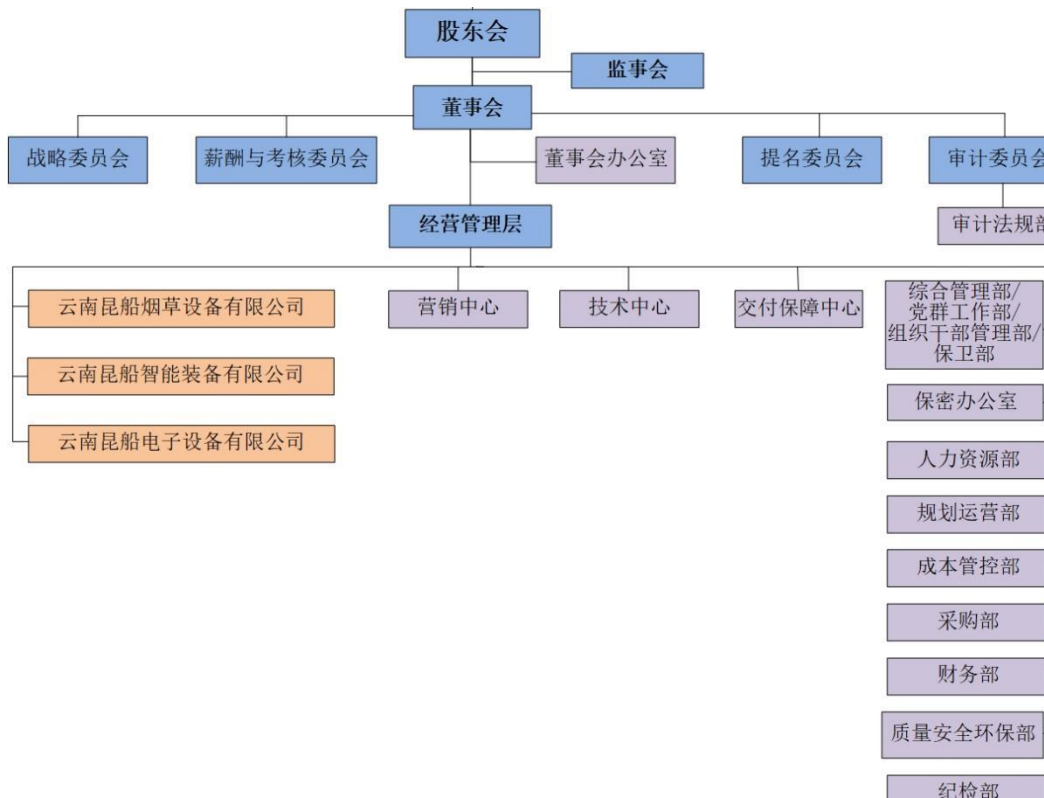 股东会
监事会
董事会
战略委员会
薪酬与考核委员会
董事会办公室
提名委员会
审计委员会
经营管理层
审计法规部
云南昆船烟草设备有限公司
营销中心
技术中心
交付保障中心
综合管理部/
党群工作部/
组织干部管理部/
保卫部
云南昆船智能装备有限公司
保密办公室
云南昆船电子设备有限公司
人力资源部
规划运营部
成本管控部
采购部
财务部
质量安全环保部
纪检部